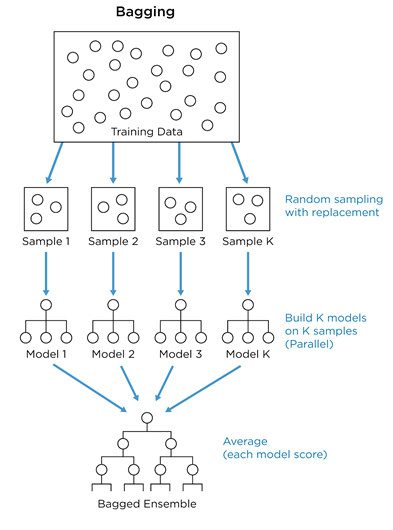 Bagging
Training Data
Random sampling
with replacement
Sample 1 Sample 2 Sample 3 Sample K
Build K models
on K samples
(Parallel)
Model 1 Model 2 Model 3 Model K
Average
(each model score)
Bagged Ensemble